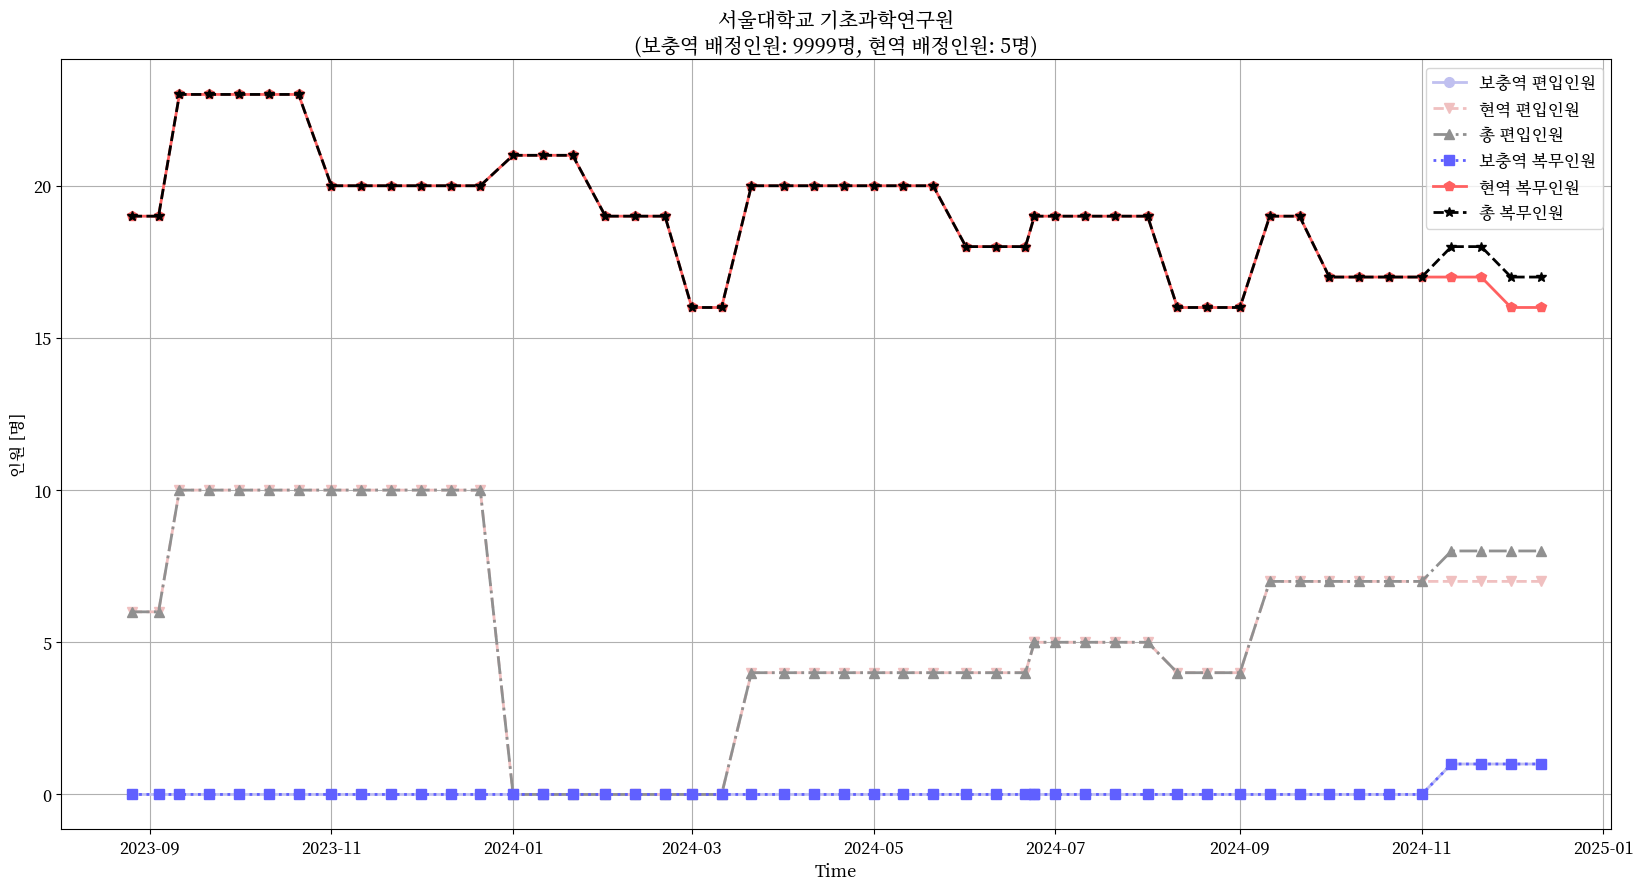 서울대학교 기초과학연구원
(보충역 배정인원: 9999명, 현역 배정인원: 5명)
보충역 편입인원
현역 편입인원
총 편입인원
보충역 복무인원
현역 복무인원
총 복무인원
인원 [명]
20
15
10
5
0
2023-09
2023-11
2024-01
2024-03
2024-05
2024-07
2024-09
2024-11
2025-01
Time